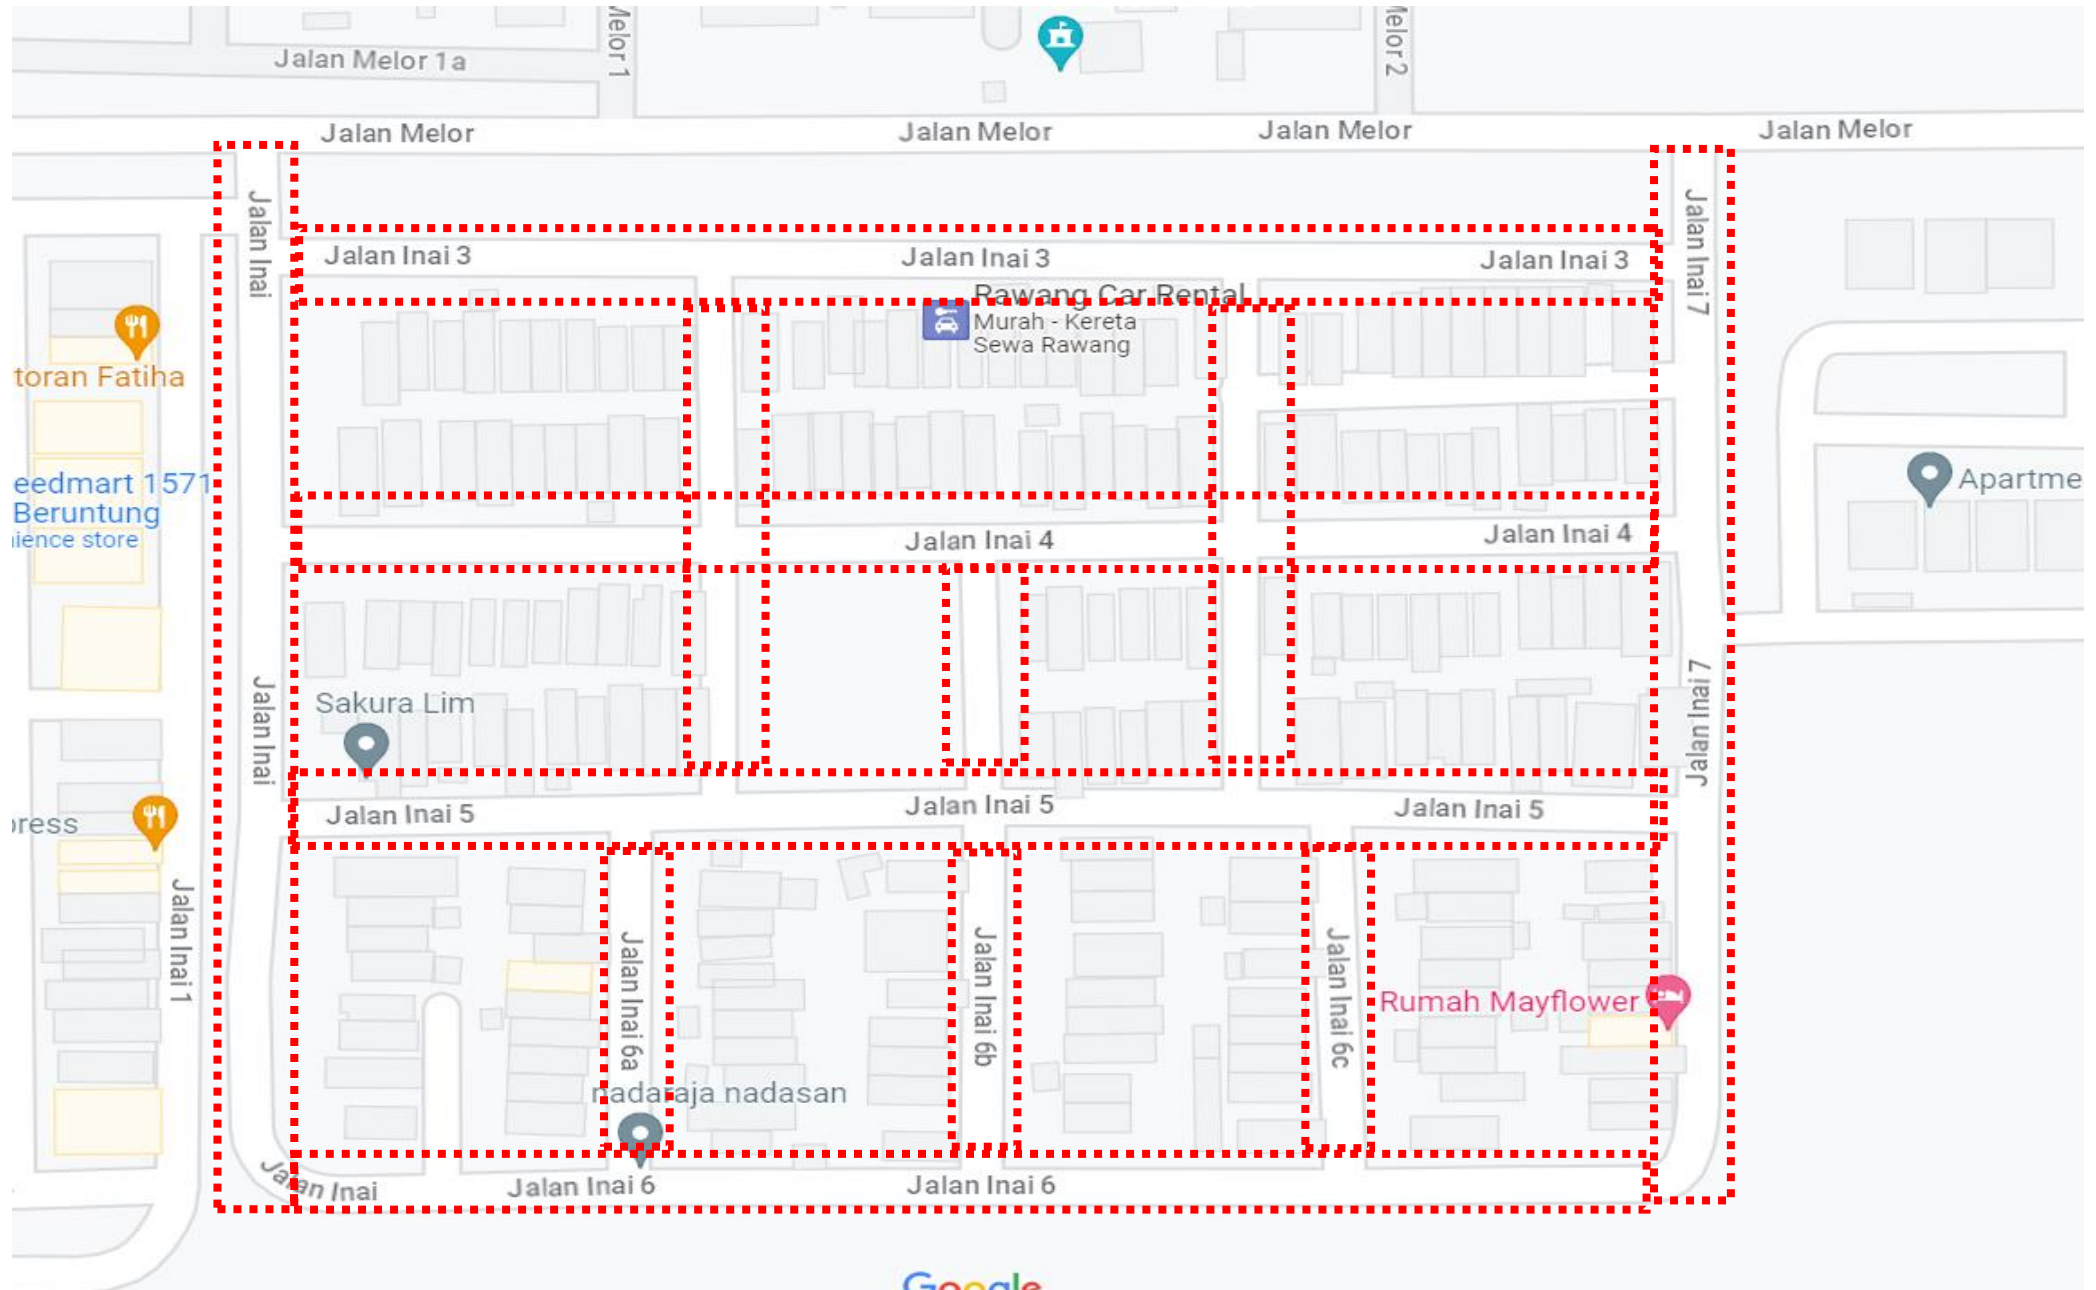 Jalan Melor 1a
Melor 1
Melor 2
Jalan Melor
Jalan Melor
Jalan Melor
Jalan Melor
Jalan Inai
Jalan Inai 7
Jalan Inai 3
Jalan Inai 3
Jalan Inai 3
Rawang Car Rental
Murah - Kereta
Sewa Rawang
toran Fatiha
eedmart 1571
Beruntung
ience store
Apartme
Jalan Inai 4
Jalan Inai 4
Jalan Inai
Sakura Lim
Jalan Inai 7
Jalan Inai 5
Jalan Inai 5
Jalan Inai 5
press
Jalan Inai 1
Jalan Inai 6a
Jalan Inai 6b
Jalan Inai 6c
Rumah Mayflower
nadaraja nadasan
Jalan Inai
Jalan Inai 6
Jalan Inai 6
Google